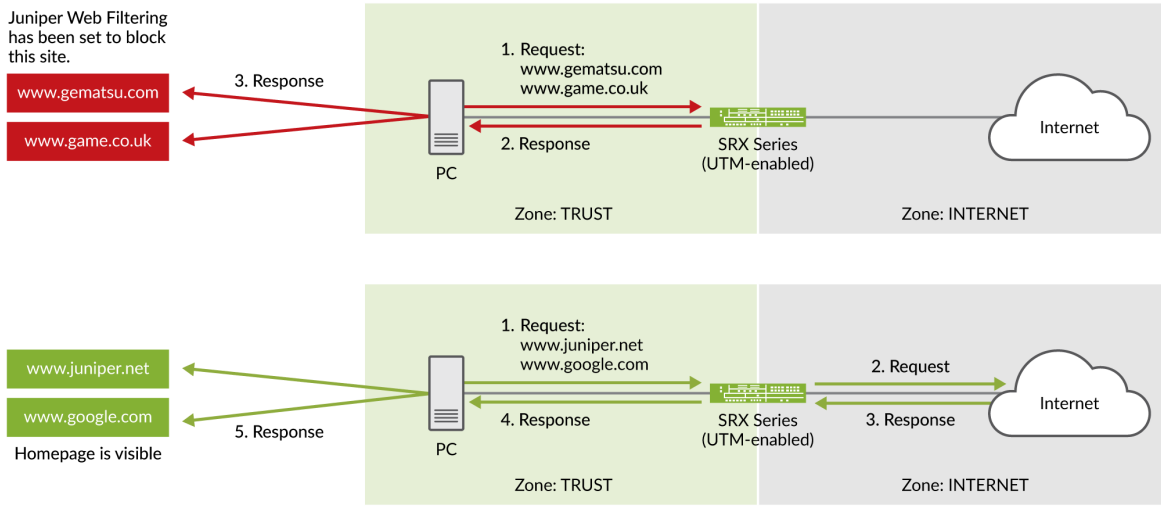 Juniper Web Filtering
has been set to block
this site.
www.gematsu.com
www.game.co.uk
3. Response
1. Request:
www.gematsu.com
www.game.co.uk
2. Response
PC
SRX Series
(UTM-enabled)
Internet
Zone: TRUST
Zone: INTERNET
www.juniper.net
www.google.com
Homepage is visible
5. Response
1. Request:
www.juniper.net
www.google.com
4. Response
PC
SRX Series
(UTM-enabled)
2. Request
3. Response
Internet
Zone: TRUST
Zone: INTERNET